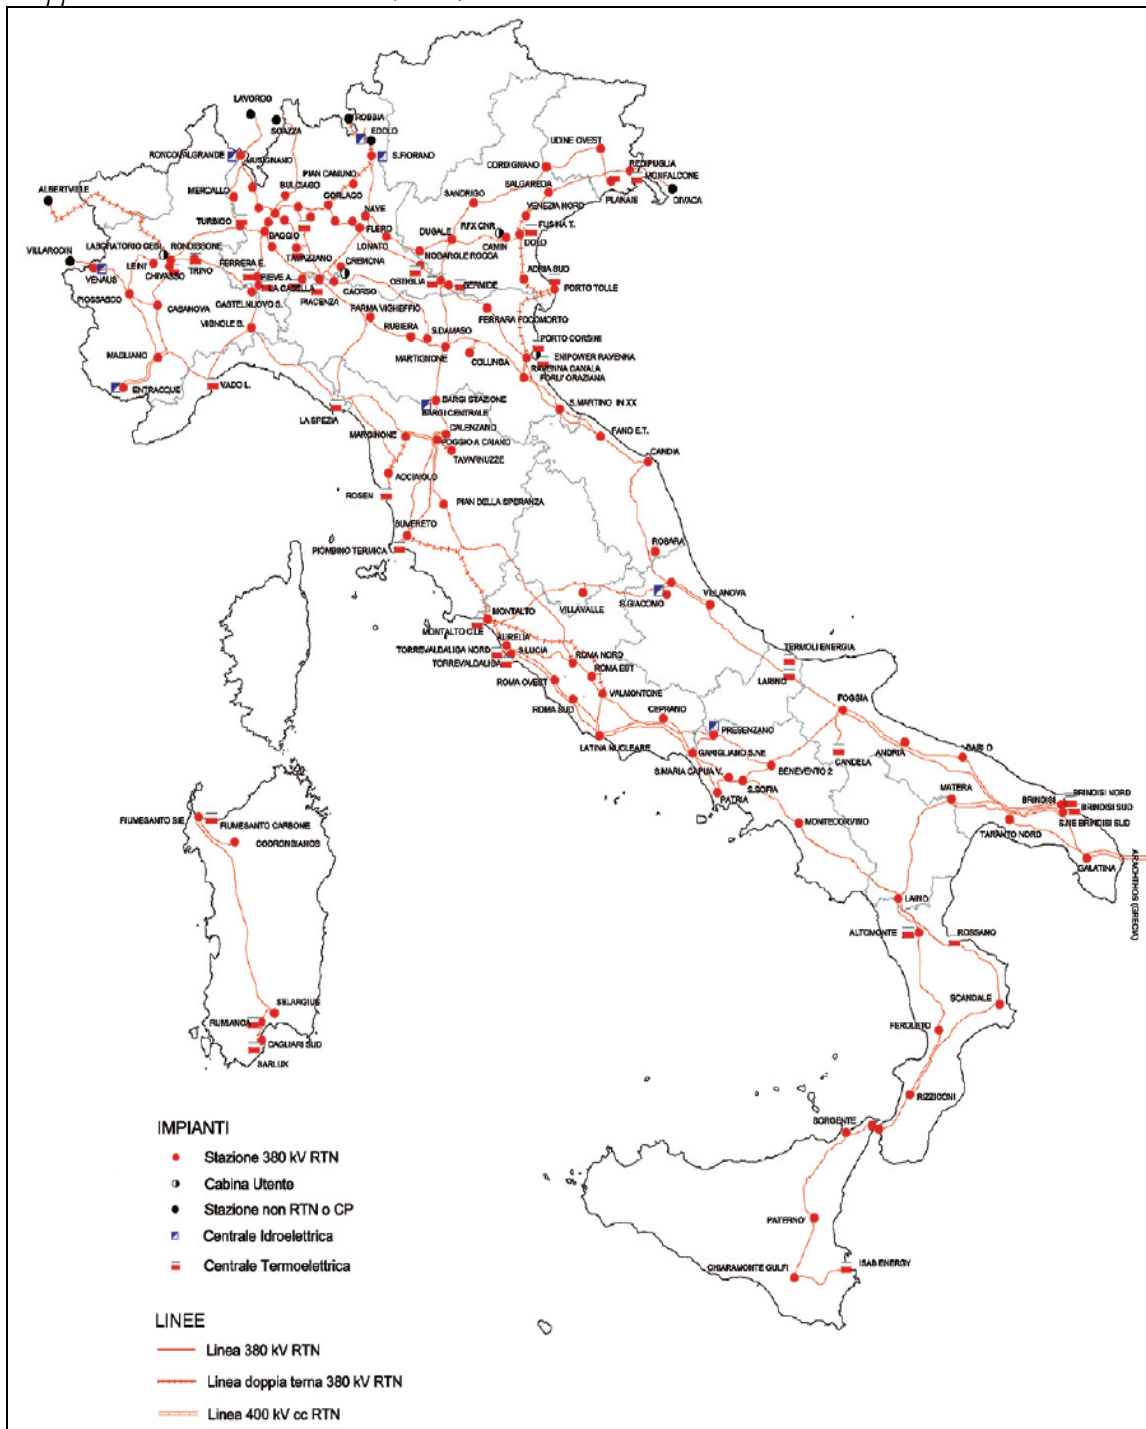 LAVORGO
SOAZZA
ROBBIA
EDOLO
RONCOVALGRANDE
MUSIGNANO
S.FIORANO
UDINE OVEST
CORDIGNANO
REDIPUGLIA
MONFALCONE
PIAN CAMUNO
ALBERTVILLE
MERCALLO
BULCIAGO
GORLAGO
SANDRIGO
SALGAREDA
PLANAIS
DIVACA
NAVE
VENEZIA NORD
TURBIGO
FLERO
DUGALE
RFX CNR
FUSINA T.
BAGGIO
CAMIN
DOLO
LABORATORIO CESI
RONDISSONE
LONATO
VILLARODIN
LEINI'
TAVAZZANO
CREMONA
NOGAROLE ROCCA
FERRERA E.
TRINO
CHIVASSO
VENAUS
PIEVE A.
ADRIA SUD
OSTIGLIA
SERMIDE
PORTO TOLLE
LA CASELLA
CAORSO
PIOSSASCO
CASANOVA
CASTELNUOVO S.
PIACENZA
PARMA VIGHEFFIO
FERRARA FOCOMORTO
VIGNOLE B.
RUBIERA
S.DAMASO
PORTO CORSINI
MAGLIANO
MARTIGNONE
COLUNGA
ENIPOWER RAVENNA
RAVENNA CANALA
FORLI' ORAZIANA
ENTRACQUE
VADO L.
BARGI STAZIONE
BARGI CENTRALE
S.MARTINO IN XX
LA SPEZIA
CALENZANO
MARGINONE
POGGIO A CAIANO
FANO E.T.
TAVARNUZZE
CANDIA
ACCIAIOLO
ROSEN
PIAN DELLA SPERANZA
SUVERETO
PIOMBINO TERMICA
ROSARA
VILLAVALLE
S.GIACOMO
VILLANOVA
MONTALTO
MONTALTO C.LE
AURELIA
TORREVALDALIGA NORD
S.LUCIA
TORREVALDALIGA
ROMA NORD
TERMOLI ENERGIA
ROMA EST
ROMA OVEST
LARINO
VALMONTONE
ROMA SUD
FOGGIA
CEPRANO
PRESENZANO
LATINA NUCLEARE
GARIGLIANO S.NE
ANDRIA
CANDELA
S.MARIA CAPUA V.
BENEVENTO 2
S.SOFIA
PATRIA
MATERA
BRINDISI NORD
BRINDISI
BRINDISI SUD
FIUMESANTO S/E
FIUMESANTO CARBONE
MONTECORVINO
S.NE BRINDISI SUD
TARANTO NORD
CODRONGIANOS
GALATINA
ARACHTHOS (GRECIA)
LAINO
ALTOMONTE
ROSSANO
SELARGIUS
SCANDALE
RUMIANCA
FEROLETO
CAGLIARI SUD
SARLUX
RIZZICONI
SORGENTE
IMPIANTI
Stazione 380 kV RTN
Cabina Utente
Stazione non RTN o CP
Centrale Idroelettrica
Centrale Termoelettrica
PATERNO'
CHIARAMONTE GULFI
ISAB ENERGY
LINEE
Linea 380 kV RTN
Linea doppia terna 380 kV RTN
Linea 400 kV cc RTN